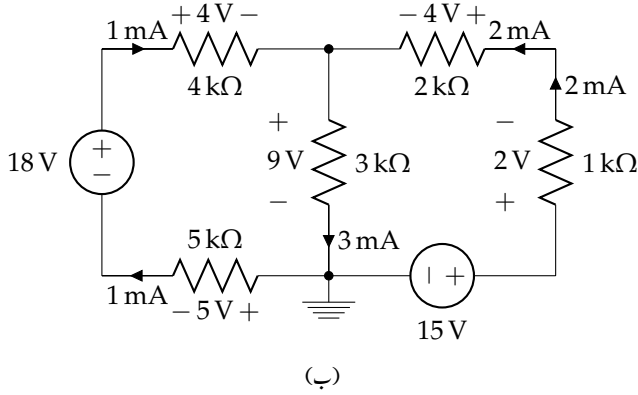 1 mA + 4 V − − 4 V + 2 mA
4 kΩ 2 kΩ 2 mA
18 V + − + 9 V − 3 kΩ − 2 V + 1 kΩ
5 kΩ 3 mA
1 mA − 5 V + − +
15 V
(ب)